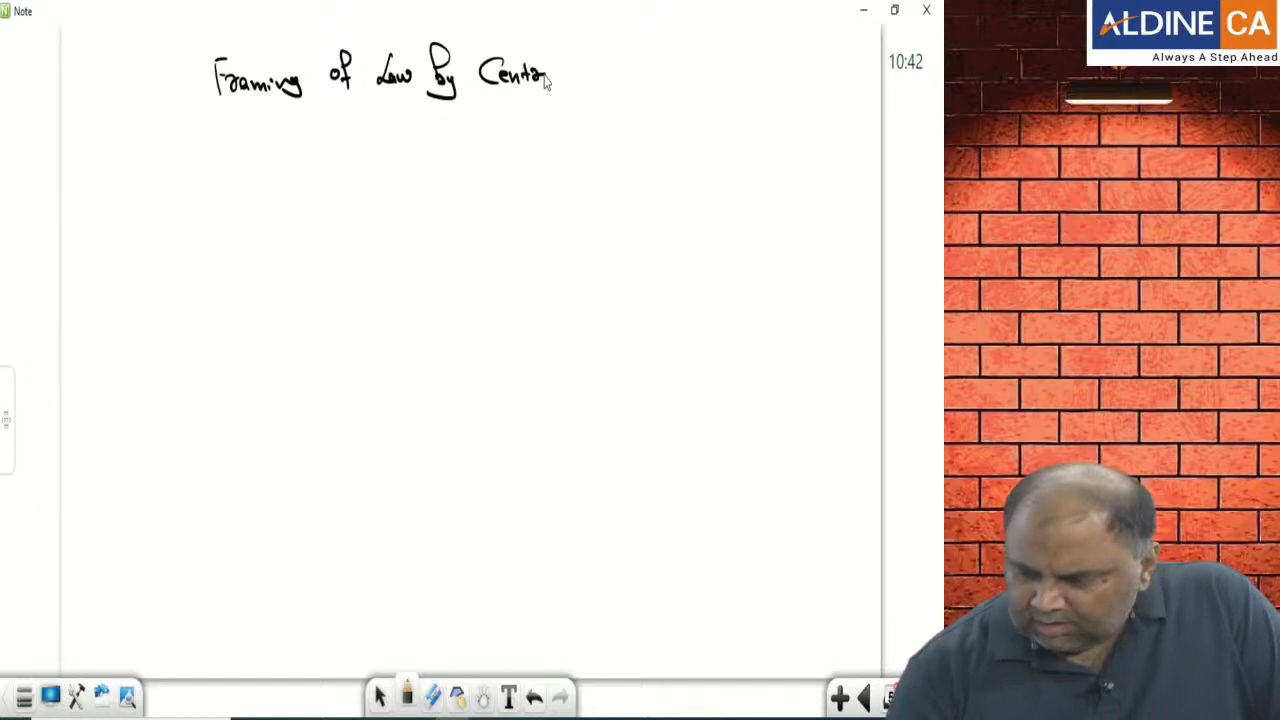 Note
ALDINE CA
Always A Step Ahead
10:42
Framing of Law by Centr
T